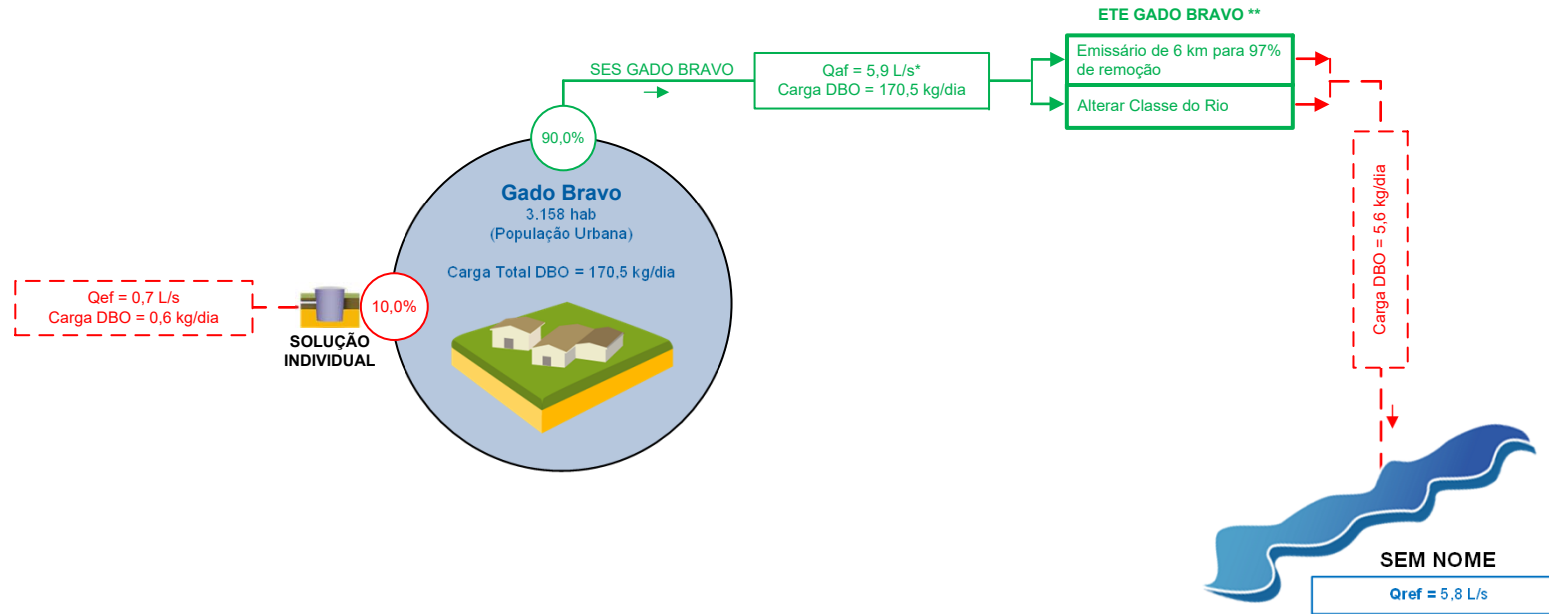 ETE GADO BRAVO **
Emissário de 6 km para 97%
de remoção
Alterar Classe do Rio
SES GADO BRAVO
Qaf = 5,9 L/s*
Carga DBO = 170,5 kg/dia
90,0%
Gado Bravo
3.158 hab
(População Urbana)
Carga Total DBO = 170,5 kg/dia
10,0%
Qef = 0,7 L/s
Carga DBO = 0,6 kg/dia
SOLUÇÃO
INDIVIDUAL
Carga DBO = 5,6 kg/dia
SEM NOME
Qref = 5,8 L/s